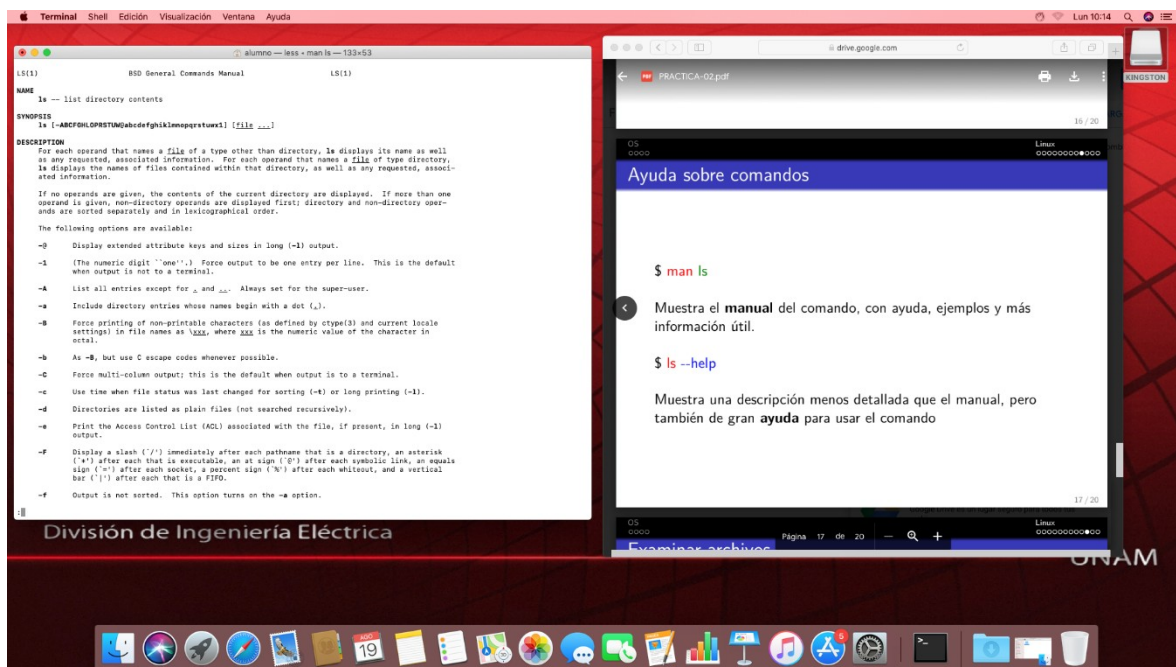 Terminal Shell Edición Visualización Ventana Ayuda
Lun 10:14
alumno — less ‹ man ls — 133×53
LS(1) BSD General Commands Manual LS(1)
NAME
ls -- list directory contents
SYNOPSIS
ls [-ABCFGHLOPRSTUW@abcdefghiklmnopqrstuwx1] [file ...]
DESCRIPTION
For each operand that names a file of a type other than directory, ls displays its name as well
as any requested, associated information. For each operand that names a file of type directory,
ls displays the names of files contained within that directory, as well as any requested, associ-
ated information.
If no operands are given, the contents of the current directory are displayed. If more than one
operand is given, non-directory operands are displayed first; directory and non-directory oper-
ands are sorted separately and in lexicographical order.
The following options are available:
-@ Display extended attribute keys and sizes in long (-l) output.
-1 (The numeric digit ``one''.) Force output to be one entry per line. This is the default
when output is not to a terminal.
-A List all entries except for . and ... Always set for the super-user.
-a Include directory entries whose names begin with a dot (.).
-B Force printing of non-printable characters (as defined by ctype(3) and current locale
settings) in file names as \xxx, where xxx is the numeric value of the character in
octal.
-b As -B, but use C escape codes whenever possible.
-C Force multi-column output; this is the default when output is to a terminal.
-c Use time when file status was last changed for sorting (-t) or long printing (-l).
-d Directories are listed as plain files (not searched recursively).
-e Print the Access Control List (ACL) associated with the file, if present, in long (-l)
output.
-F Display a slash (`/') immediately after each pathname that is a directory, an asterisk
(`*') after each that is executable, an at sign (`@') after each symbolic link, an equals
sign (`=') after each socket, a percent sign (`%') after each whiteout, and a vertical
bar (`|') after each that is a FIFO.
-f Output is not sorted. This option turns on the -a option.
:
drive.google.com
PDF PRACTICA-02.pdf
16 / 20
OS Linux
Ayuda sobre comandos
$ man ls
Muestra el manual del comando, con ayuda, ejemplos y más
información útil.
$ ls --help
Muestra una descripción menos detallada que el manual, pero
también de gran ayuda para usar el comando
17 / 20
OS Linux
Página 17 de 20
Examinar archivos
KINGSTON
División de Ingeniería Eléctrica
UNAM
AGO
19
5